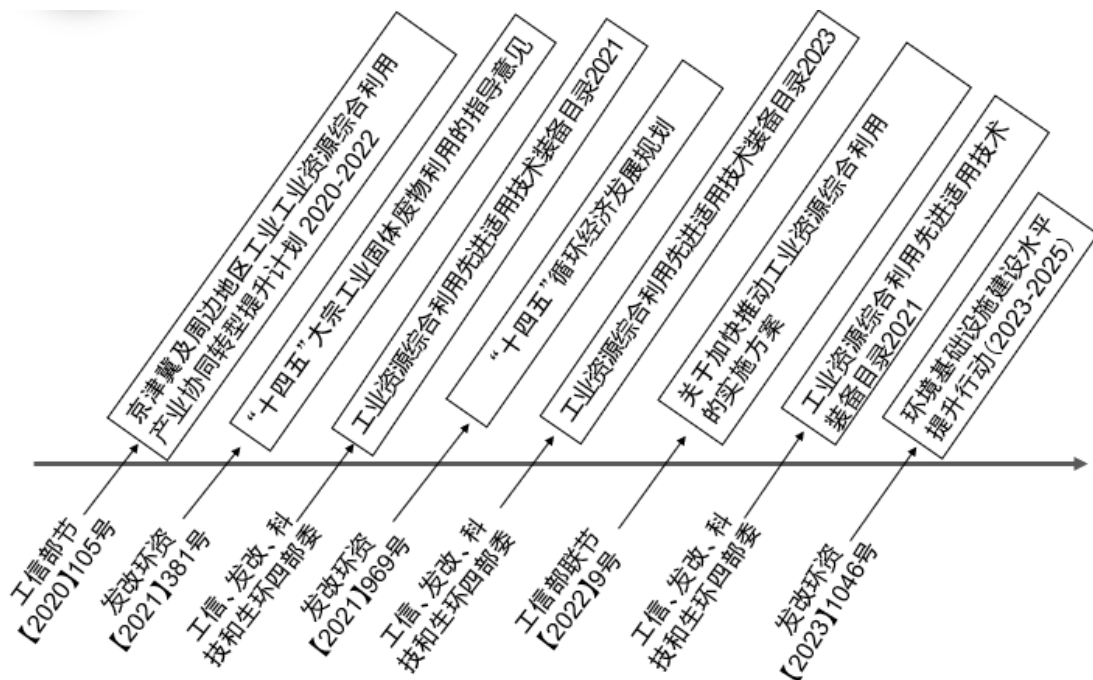 京津冀及周边地区工业工业资源综合利用
产业协同转型提升计划 2020-2022
“十四五”大宗工业固体废物利用的指导意见
工业资源综合利用先进适用技术装备目录2021
“十四五”循环经济发展规划
工业资源综合利用先进适用技术装备目录2023
关于加快推动工业资源综合利用
的实施方案
工业资源综合利用先进适用技术
装备目录2021
环境基础设施建设水平
提升行动(2023-2025)
工信部节
【2020】105号
发改环资
【2021】381号
工信、发改、科
技和生环四部委
发改环资
【2021】969号
工信、发改、科
技和生环四部委
工信部联节
【2022】9号
工信、发改、科
技和生环四部委
发改环资
【2023】1046号